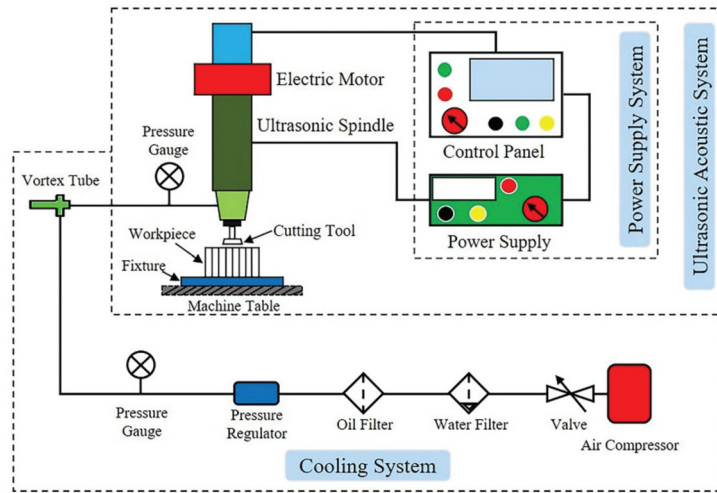 Electric Motor
Ultrasonic Spindle
Pressure
Gauge
Vortex Tube
Workpiece
Fixture
Cutting Tool
Machine Table
Control Panel
Power Supply
Power Supply System
Ultrasonic Acoustic System
Pressure
Gauge
Pressure
Regulator
Oil Filter
Water Filter
Valve
Air Compressor
Cooling System